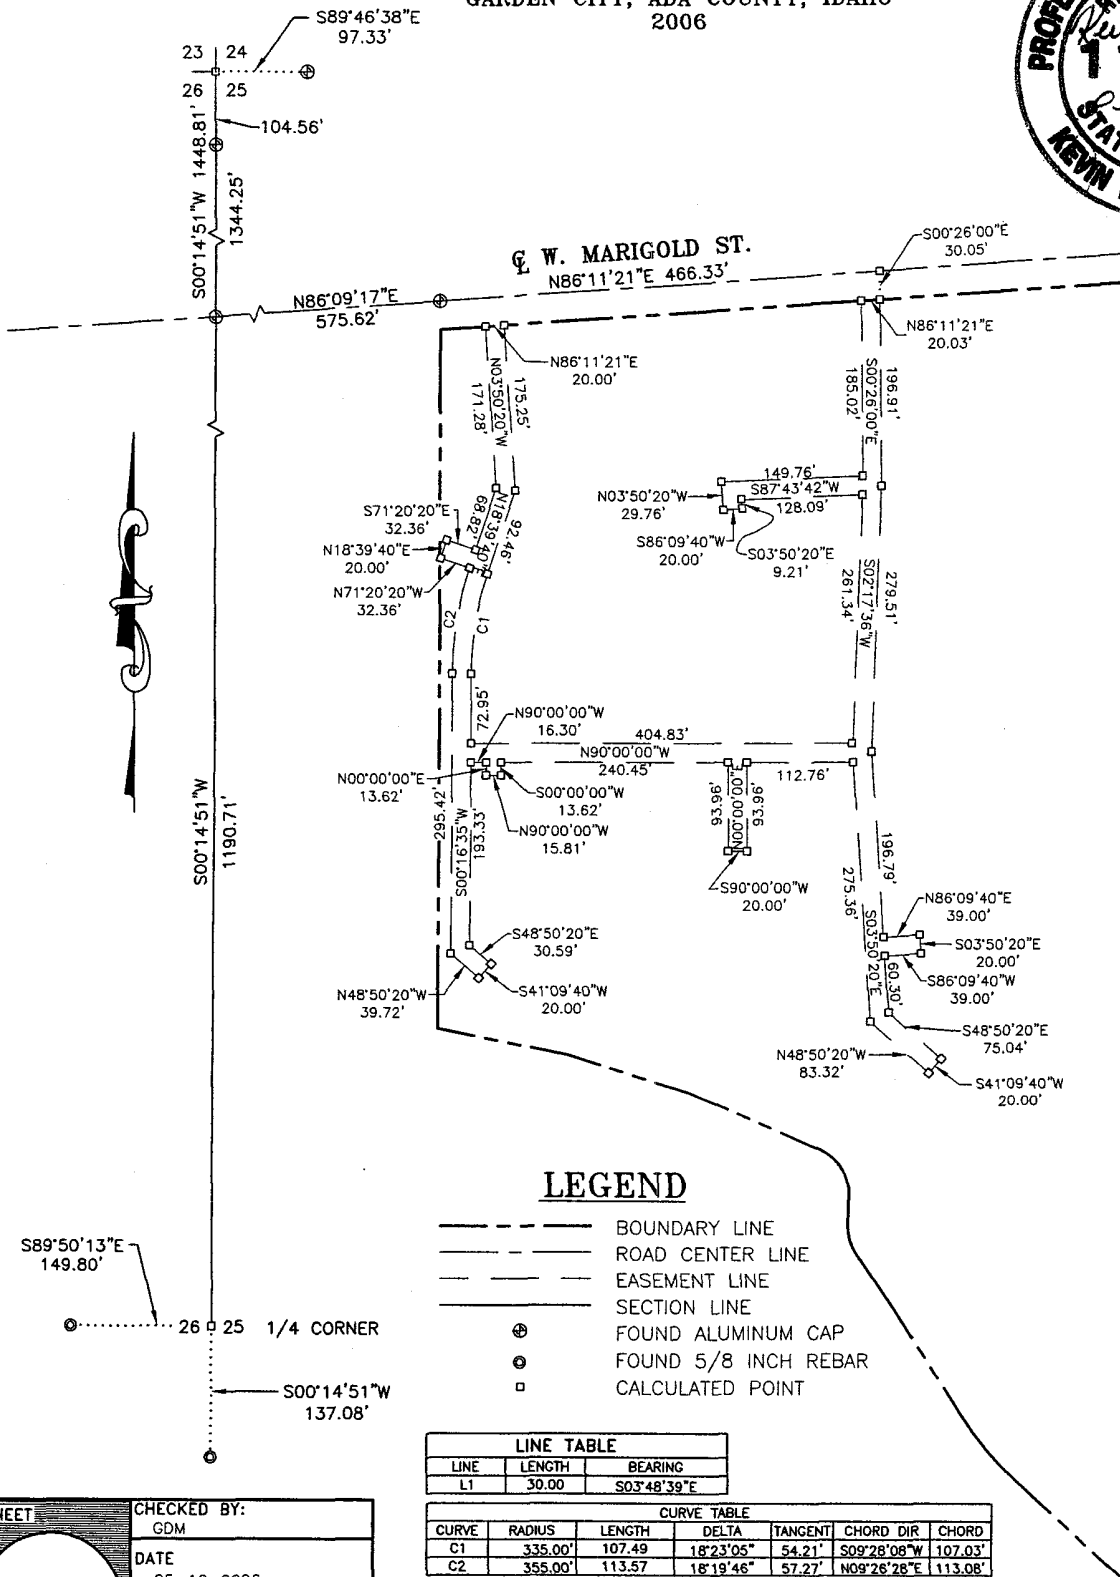 GARDEN CITY, ADA COUNTY, IDAHO
2006
S89°46'38"E
97.33'
23 24
26 25
104.56'
S00°14'51"W 1448.81'
1344.25'
PROFE
STAT
KEVIN
S00°26'00"E
30.05'
℄ W. MARIGOLD ST.
N86°11'21"E 466.33'
N86°09'17"E
575.62'
N86°11'21"E
20.03'
N86°11'21"E
20.00'
N03°50'20"W
171.28'
175.25'
S00°26'00"E
185.02'
196.91'
149.76'
S87°43'42"W
128.09'
N03°50'20"W
29.76'
S86°09'40"W
20.00'
S03°50'20"E
9.21'
S71°20'20"E
32.36'
68.82'
N18°39'40"E
92.46'
N18°39'40"E
20.00'
N71°20'20"W
32.36'
C2
C1
S02°17'36"W
261.34'
279.51'
72.95'
N90°00'00"W
16.30'
404.83'
N90°00'00"W
240.45'
112.76'
N00°00'00"E
13.62'
S00°00'00"W
13.62'
N90°00'00"W
15.81'
295.42'
S00°16'35"W
193.33'
93.96'
N00°00'00"E
93.96'
S90°00'00"W
20.00'
S00°14'51"W
1190.71'
196.79'
275.36'
S03°50'20"E
60.30'
N86°09'40"E
39.00'
S03°50'20"E
20.00'
S86°09'40"W
39.00'
S48°50'20"E
30.59'
N48°50'20"W
39.72'
S41°09'40"W
20.00'
S48°50'20"E
75.04'
N48°50'20"W
83.32'
S41°09'40"W
20.00'
LEGEND
BOUNDARY LINE
ROAD CENTER LINE
EASEMENT LINE
SECTION LINE
FOUND ALUMINUM CAP
FOUND 5/8 INCH REBAR
CALCULATED POINT
S89°50'13"E
149.80'
26 25 1/4 CORNER
S00°14'51"W
137.08'
LINE TABLE
LINE LENGTH BEARING
L1 30.00 S03°48'39"E
CURVE TABLE
CURVE RADIUS LENGTH DELTA TANGENT CHORD DIR CHORD
C1 335.00' 107.49 18°23'05" 54.21' S09°28'08"W 107.03'
C2 355.00' 113.57 18°19'46" 57.27' N09°26'28"E 113.08'
EET
CHECKED BY:
GDM
DATE